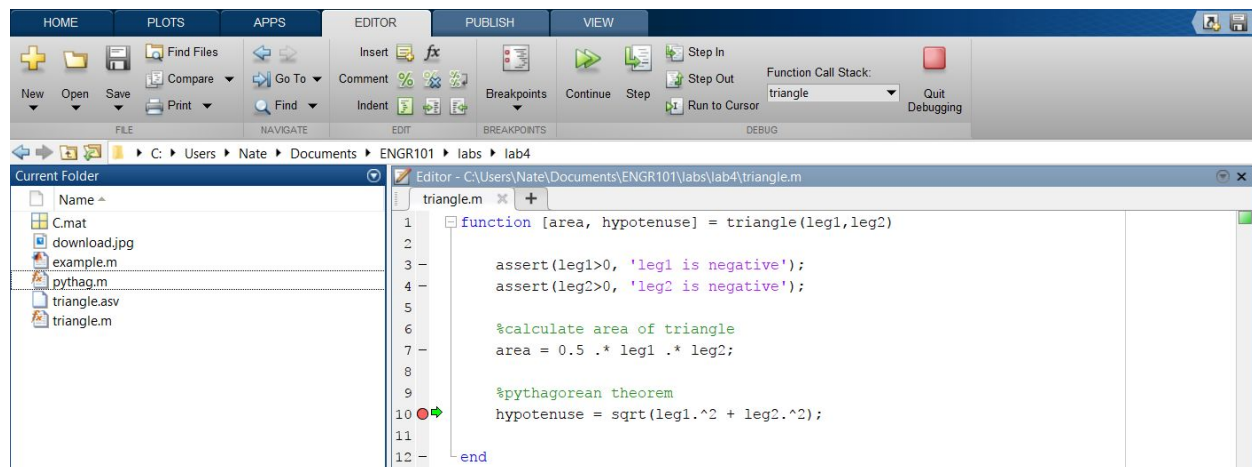 HOME PLOTS APPS EDITOR PUBLISH VIEW
New
Open
Save
Find Files
Compare
Print
FILE
Go To
Find
NAVIGATE
Insert fx
Comment % %
Indent
EDIT
Breakpoints
BREAKPOINTS
Continue
Step
Step In
Step Out
Run to Cursor
Function Call Stack:
triangle
Quit
Debugging
DEBUG
C: Users Nate Documents ENGR101 labs lab4
Current Folder
Name
C.mat
download.jpg
example.m
pythag.m
triangle.asv
triangle.m
Editor - C:\Users\Nate\Documents\ENGR101\labs\lab4\triangle.m
triangle.m +
1 function [area, hypotenuse] = triangle(leg1,leg2)
2
3 - assert(leg1>0, 'leg1 is negative');
4 - assert(leg2>0, 'leg2 is negative');
5
6 %calculate area of triangle
7 - area = 0.5 .* leg1 .* leg2;
8
9 %pythagorean theorem
10 hypotenuse = sqrt(leg1.^2 + leg2.^2);
11
12 - end